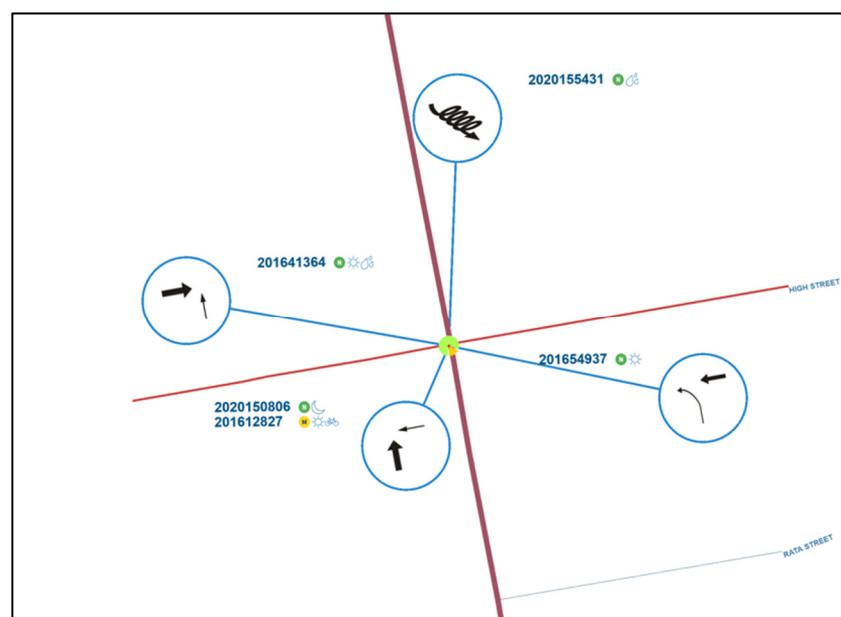 2020155431 N
201641364 N
HIGH STREET
201654937 N
2020150806 N
201612827 M
RATA STREET